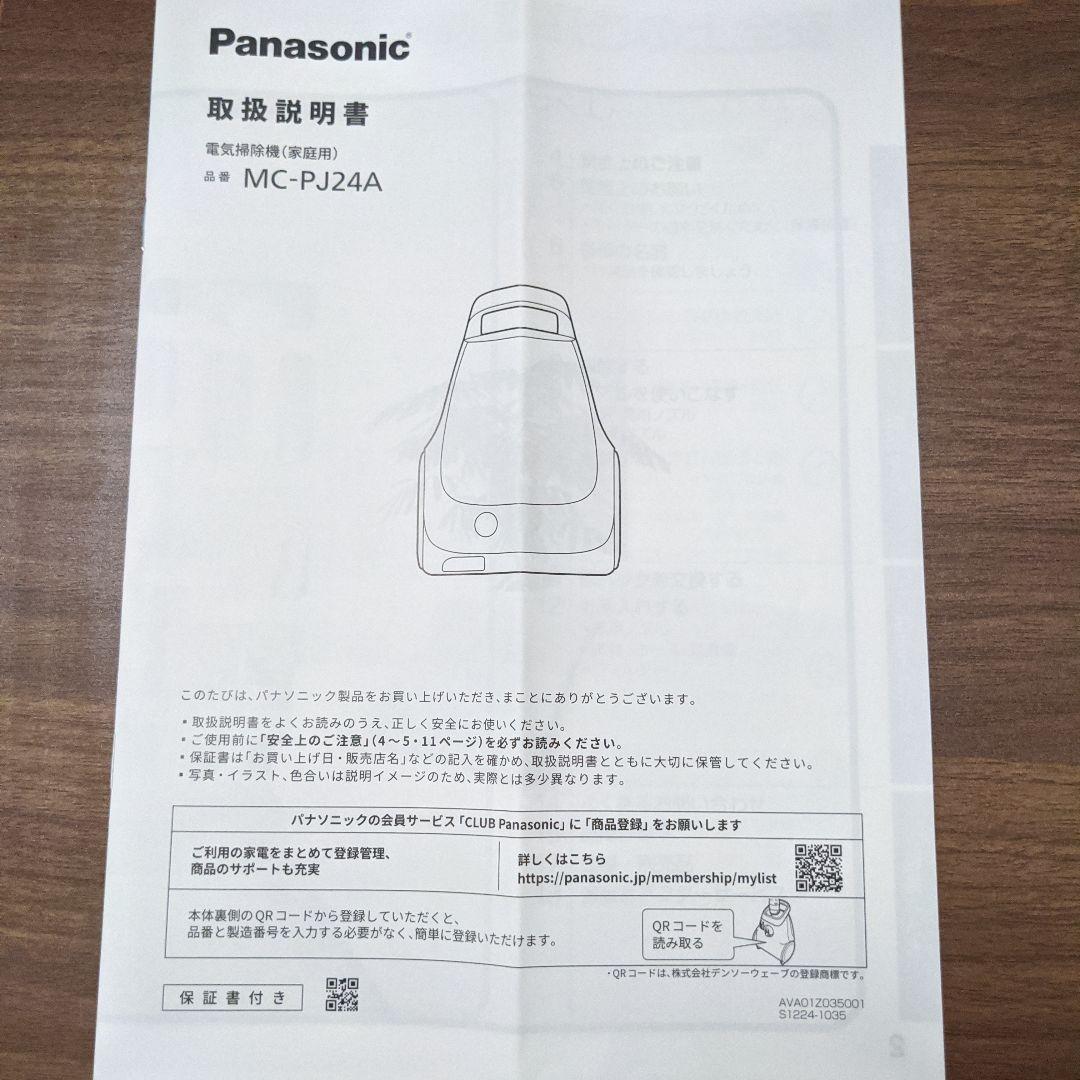 Panasonic
取扱説明書
電気掃除機(家庭用)
品番 MC-PJ24A
このたびは、パナソニック製品をお買い上げいただき、まことにありがとうございます。
▪ 取扱説明書をよくお読みのうえ、正しく安全にお使いください。
▪ ご使用前に「安全上のご注意」(4～5・11ページ)を必ずお読みください。
▪ 保証書は「お買い上げ日・販売店名」などの記入を確かめ、取扱説明書とともに大切に保管してください。
▪ 写真・イラスト、色合いは説明イメージのため、実際とは多少異なります。
パナソニックの会員サービス「CLUB Panasonic」に「商品登録」をお願いします
ご利用の家電をまとめて登録管理、
商品のサポートも充実
詳しくはこちら
https://panasonic.jp/membership/mylist
本体裏側のQRコードから登録していただくと、
品番と製造番号を入力する必要がなく、簡単に登録いただけます。
QRコードを
読み取る
・QRコードは、株式会社デンソーウェーブの登録商標です。
保証書付き
AVA01Z035001
S1224-1035